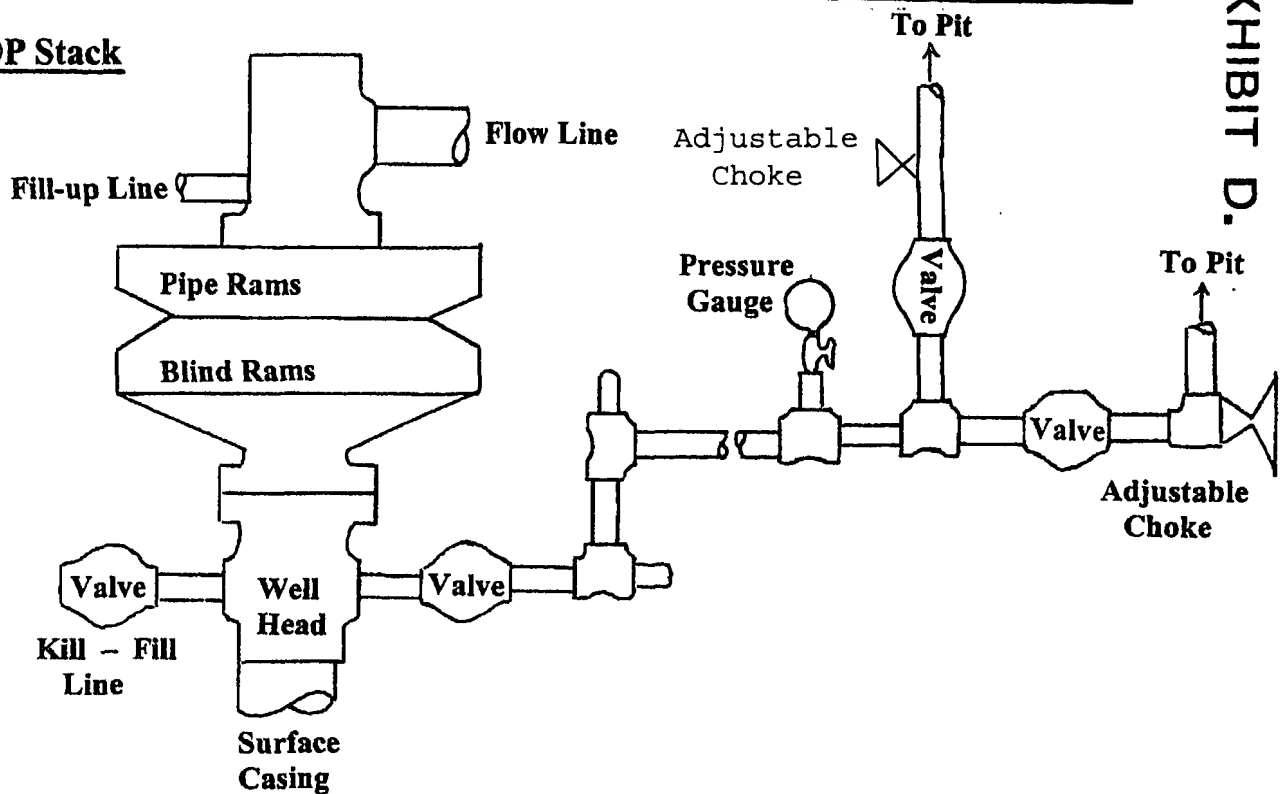 OP Stack
To Pit
KHIBIT D.
Flow Line
Adjustable
Choke
Fill-up Line
Pipe Rams
Pressure
Gauge
Valve
To Pit
Blind Rams
Valve
Adjustable
Choke
Valve
Well
Head
Valve
Kill – Fill
Line
Surface
Casing